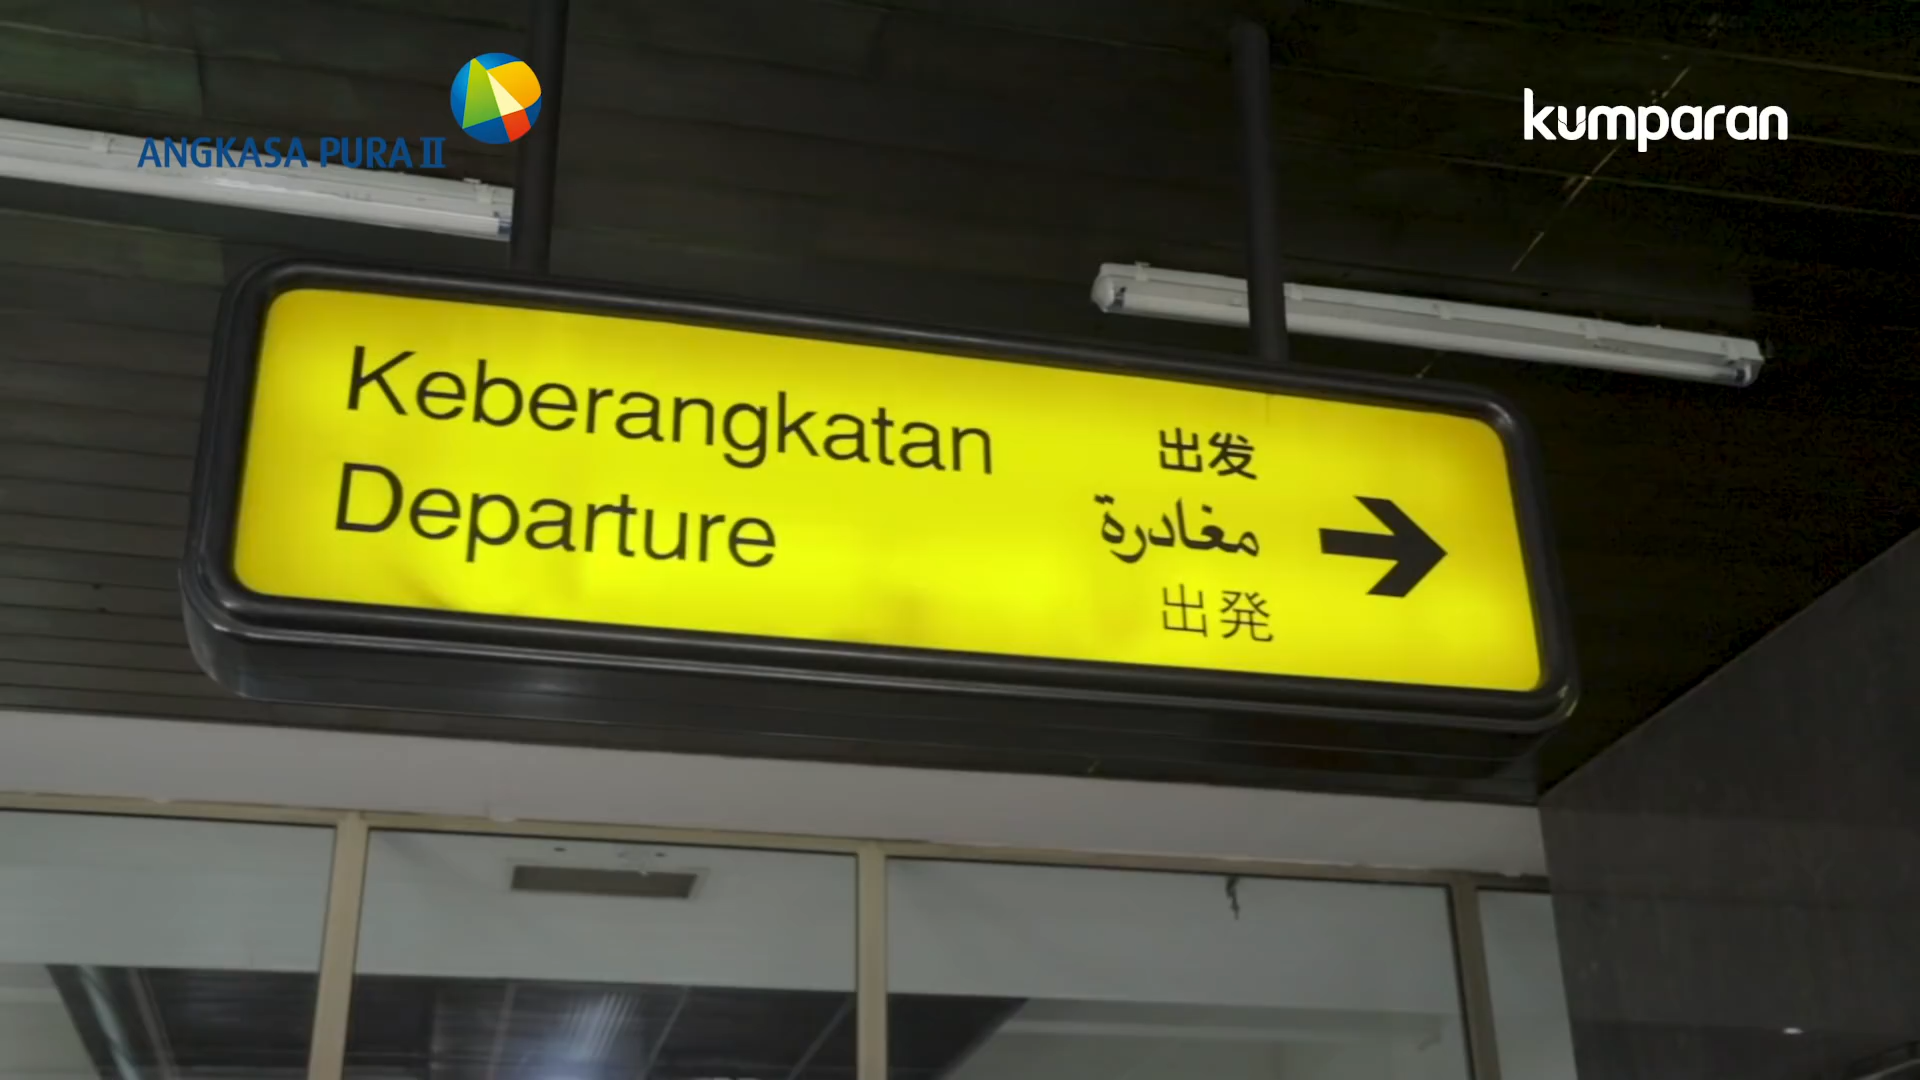 ANGKASA PURA II
kumparan
Keberangkatan
Departure
出发
مغادرة
出発